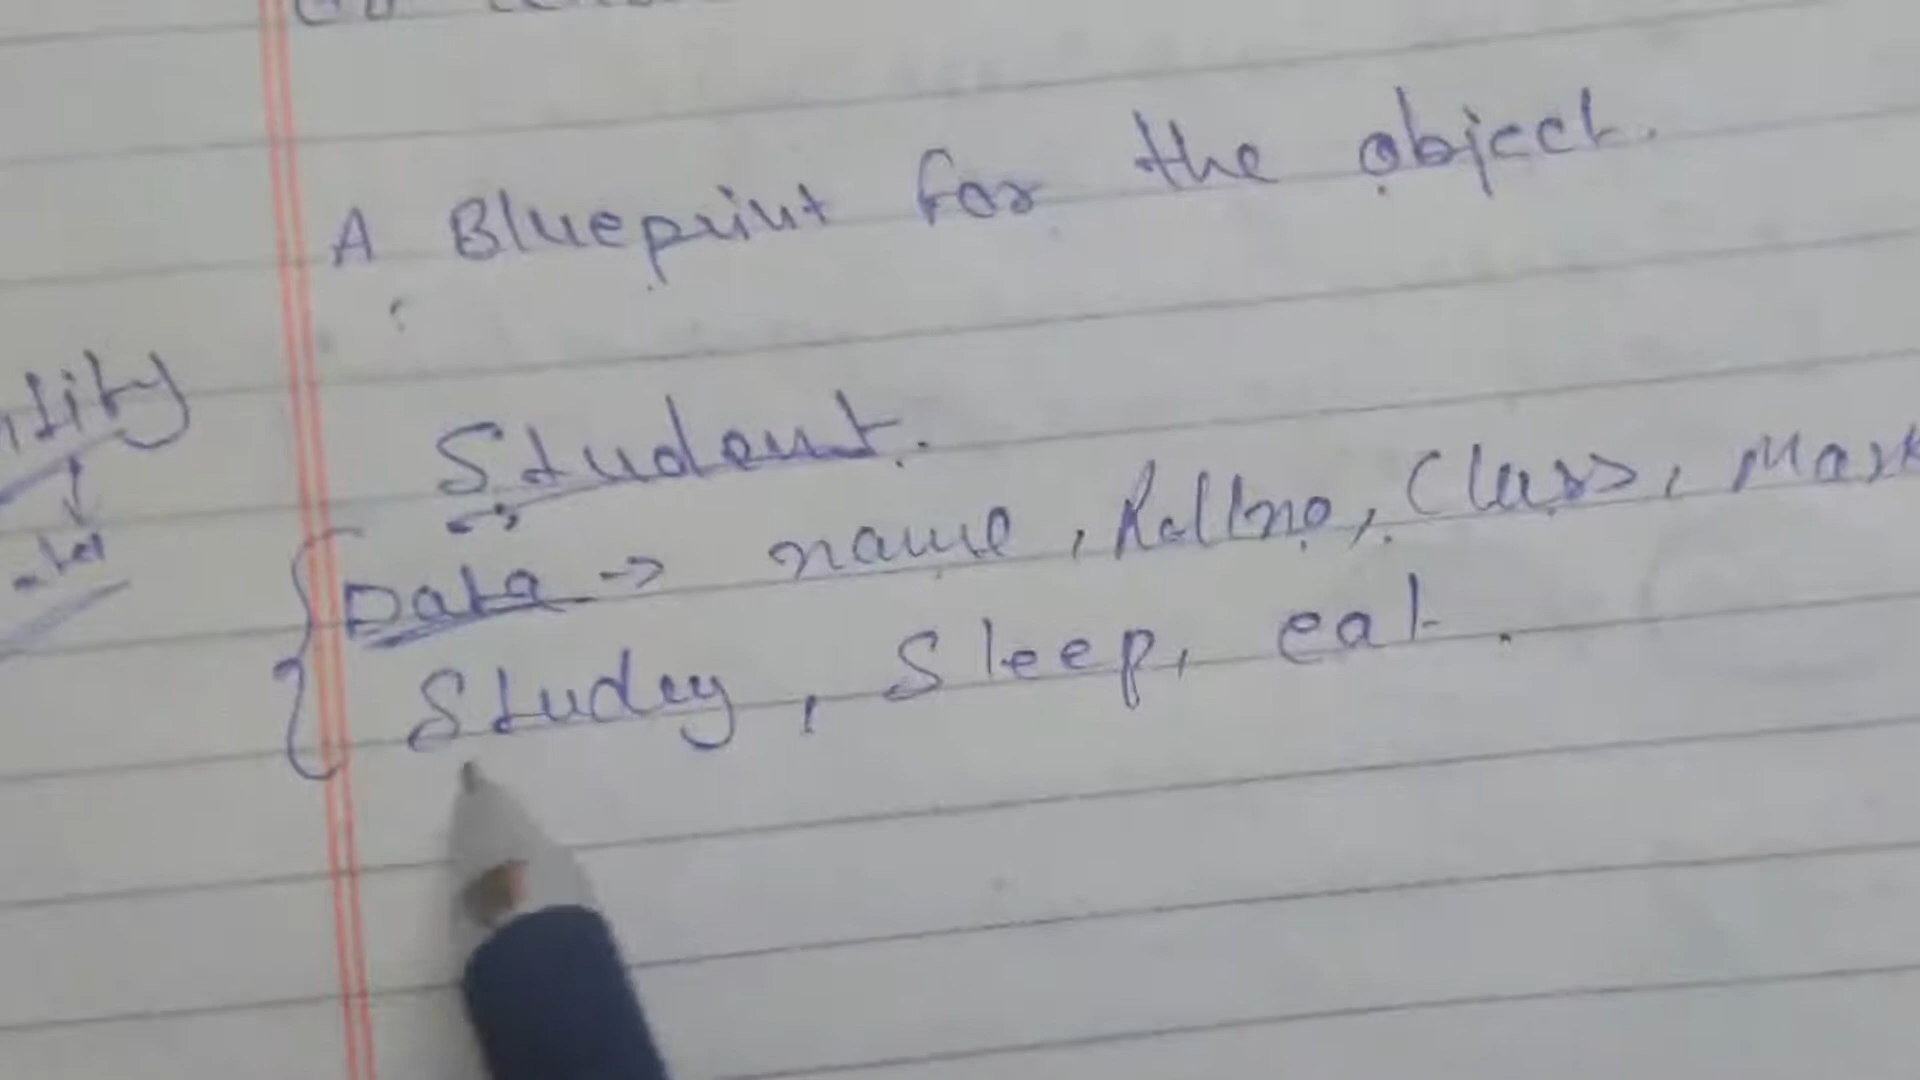 A Blueprint for the object.
Student.
Data → name, Rollno, Class, Mark
Study, Sleep, eat.